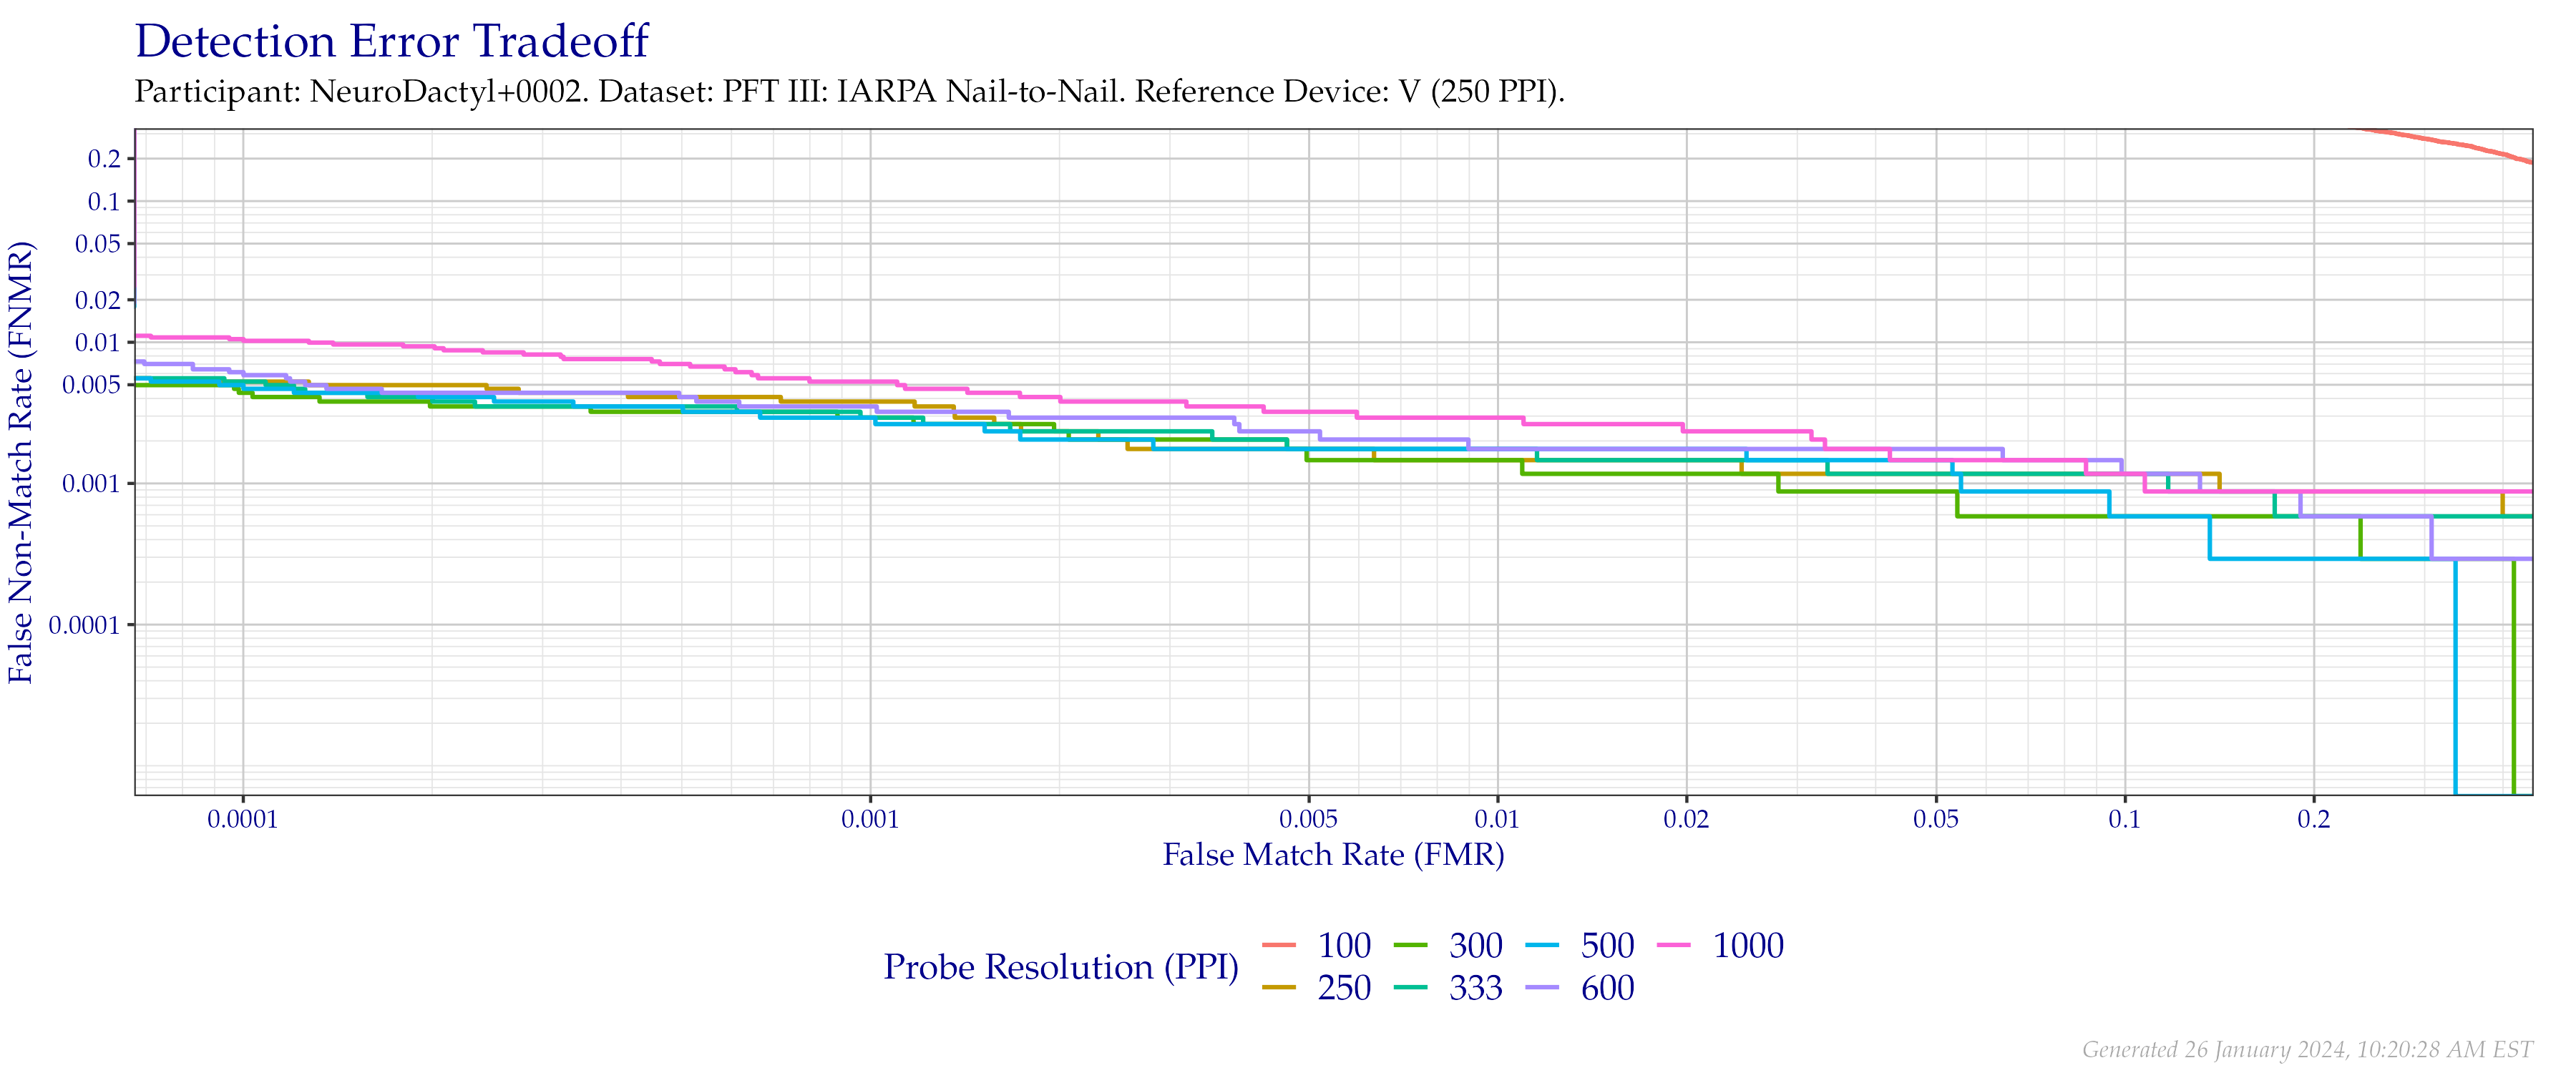 Detection Error Tradeoff
Participant: NeuroDactyl+0002. Dataset: PFT III: IARPA Nail-to-Nail. Reference Device: V (250 PPI).
False Non-Match Rate (FNMR)
0.2
0.1
0.05
0.02
0.01
0.005
0.001
0.0001
0.0001 0.001 0.005 0.01 0.02 0.05 0.1 0.2
False Match Rate (FMR)
Probe Resolution (PPI)
100 300 500 1000
250 333 600
Generated 26 January 2024, 10:20:28 AM EST